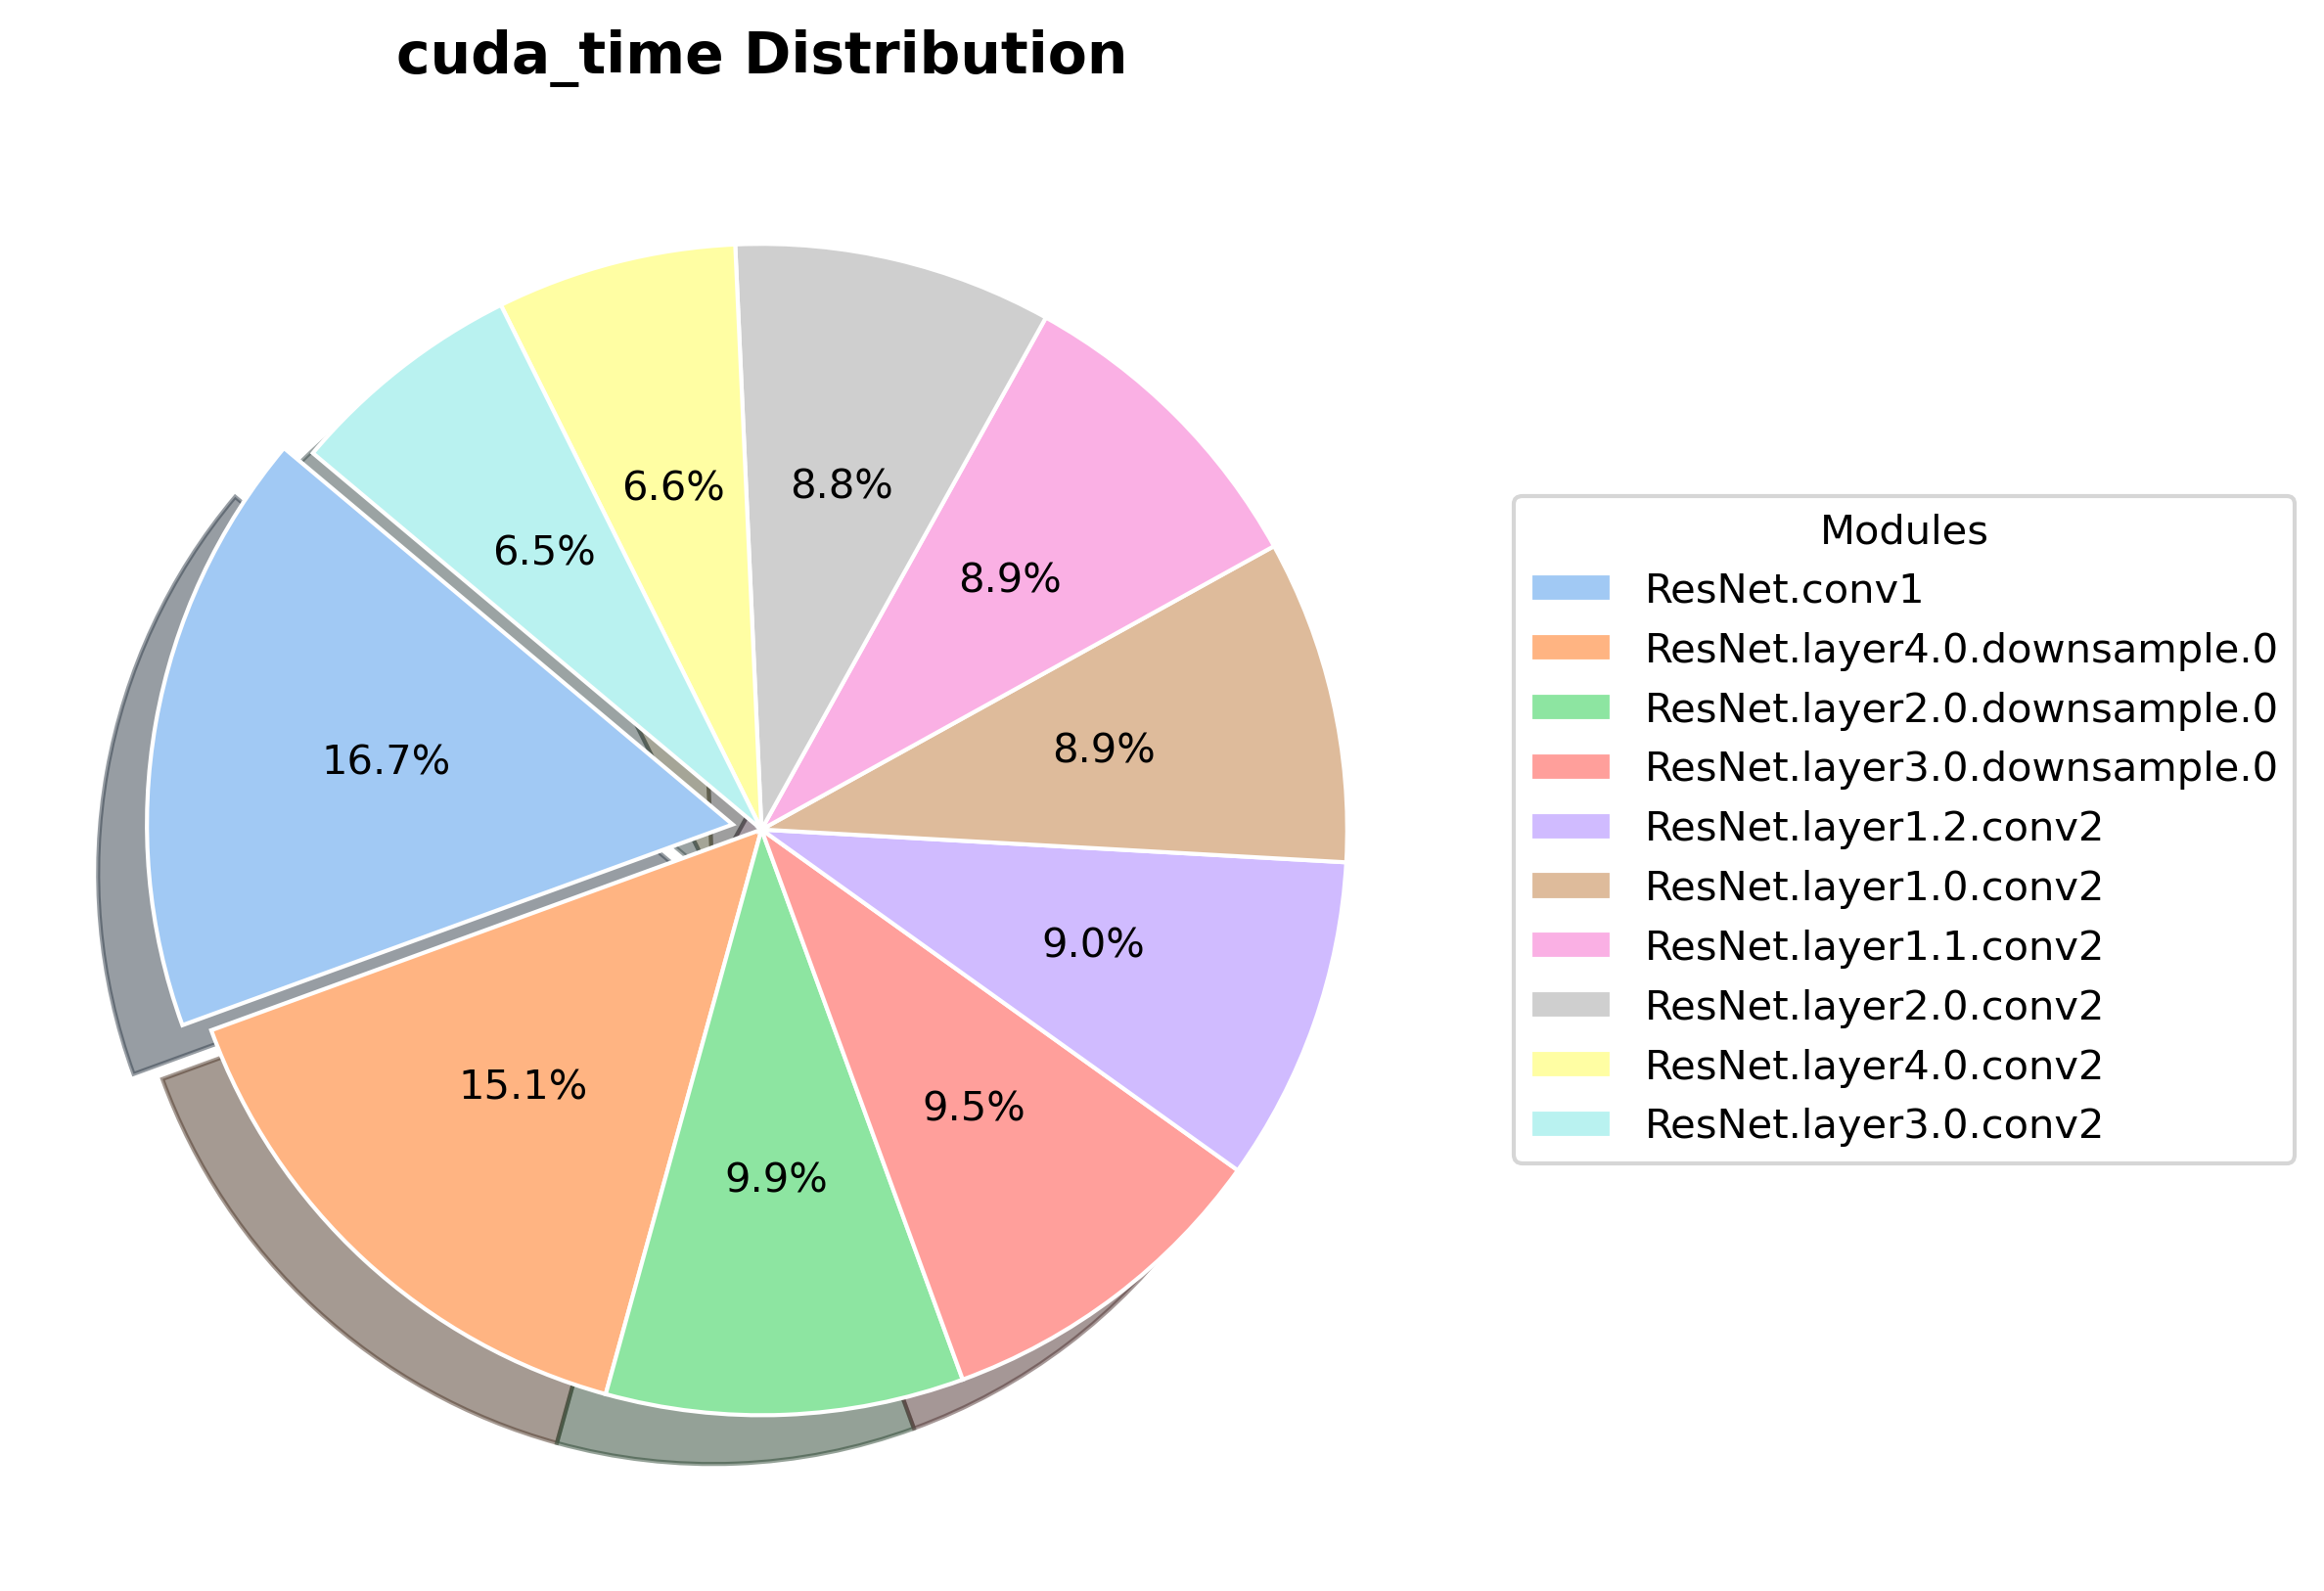 cuda_time Distribution
6.6%
8.8%
6.5%
8.9%
16.7%
8.9%
9.0%
15.1%
9.5%
9.9%
Modules
ResNet.conv1
ResNet.layer4.0.downsample.0
ResNet.layer2.0.downsample.0
ResNet.layer3.0.downsample.0
ResNet.layer1.2.conv2
ResNet.layer1.0.conv2
ResNet.layer1.1.conv2
ResNet.layer2.0.conv2
ResNet.layer4.0.conv2
ResNet.layer3.0.conv2